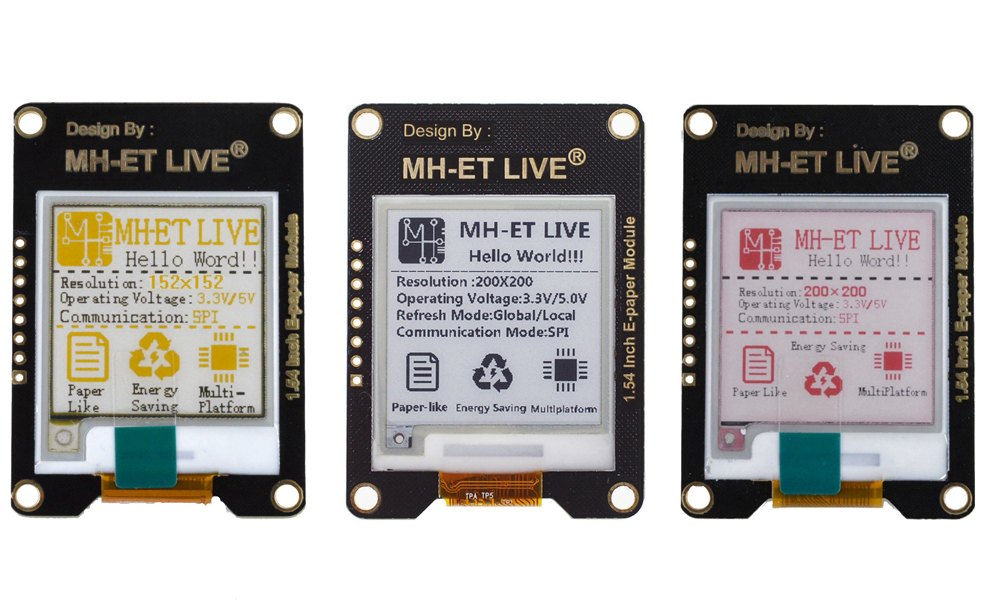 Design By :
MH-ET LIVE®
MH-ET LIVE
Hello Word!!
Resolution: 152×152
Operating Voltage: 3.3V/5V
Communication: SPI
Paper
Like
Energy
Saving
Multi-
Platform
1.54 Inch E-paper Module
Design By :
MH-ET LIVE®
MH-ET LIVE
Hello World!!!
Resolution :200X200
Operating Voltage:3.3V/5.0V
Refresh Mode:Global/Local
Communication Mode:SPI
Paper-like Energy Saving Multiplatform
1.54 Inch E-paper Module
TPA TP5
Design By :
MH-ET LIVE®
MH-ET LIVE
Hello Word!!
Resolution: 200×200
Operating Voltage: 3.3V/5V
Communication: SPI
Energy Saving
Paper Like
MultiPlatform
1.54 Inch E-paper Module